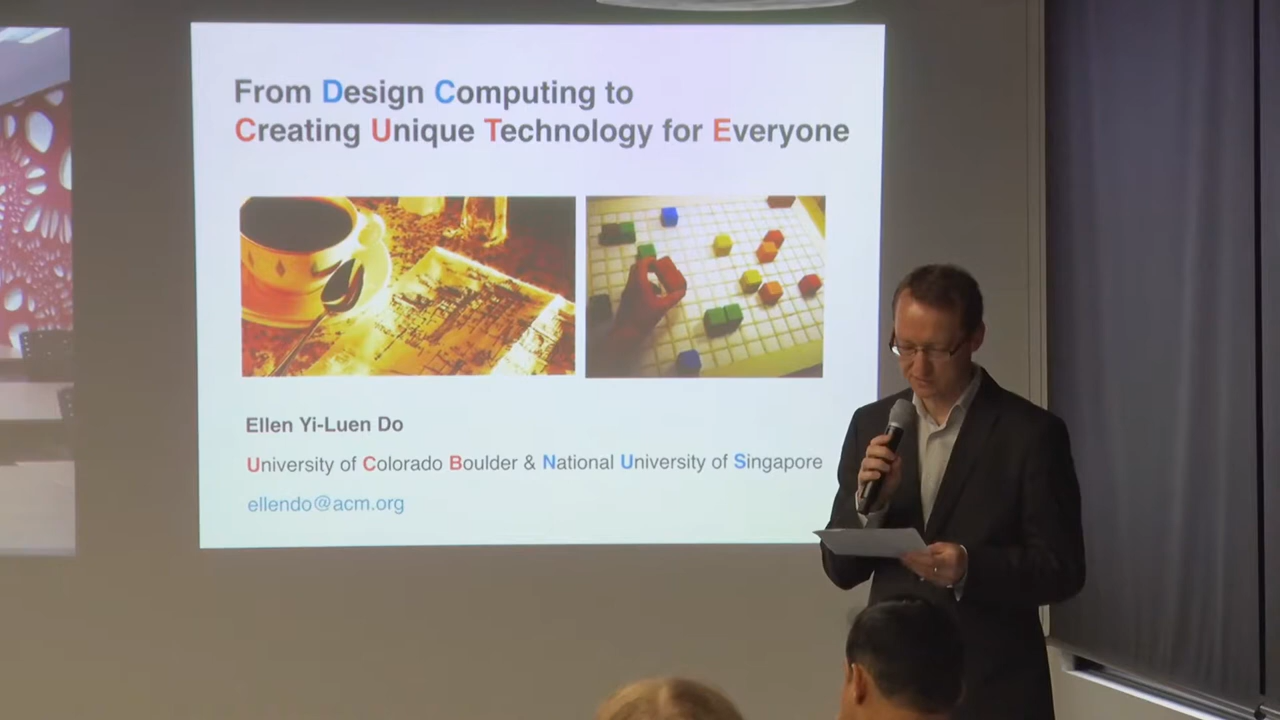 From Design Computing to
Creating Unique Technology for Everyone
Ellen Yi-Luen Do
University of Colorado Boulder & National University of Singapore
ellendo@acm.org